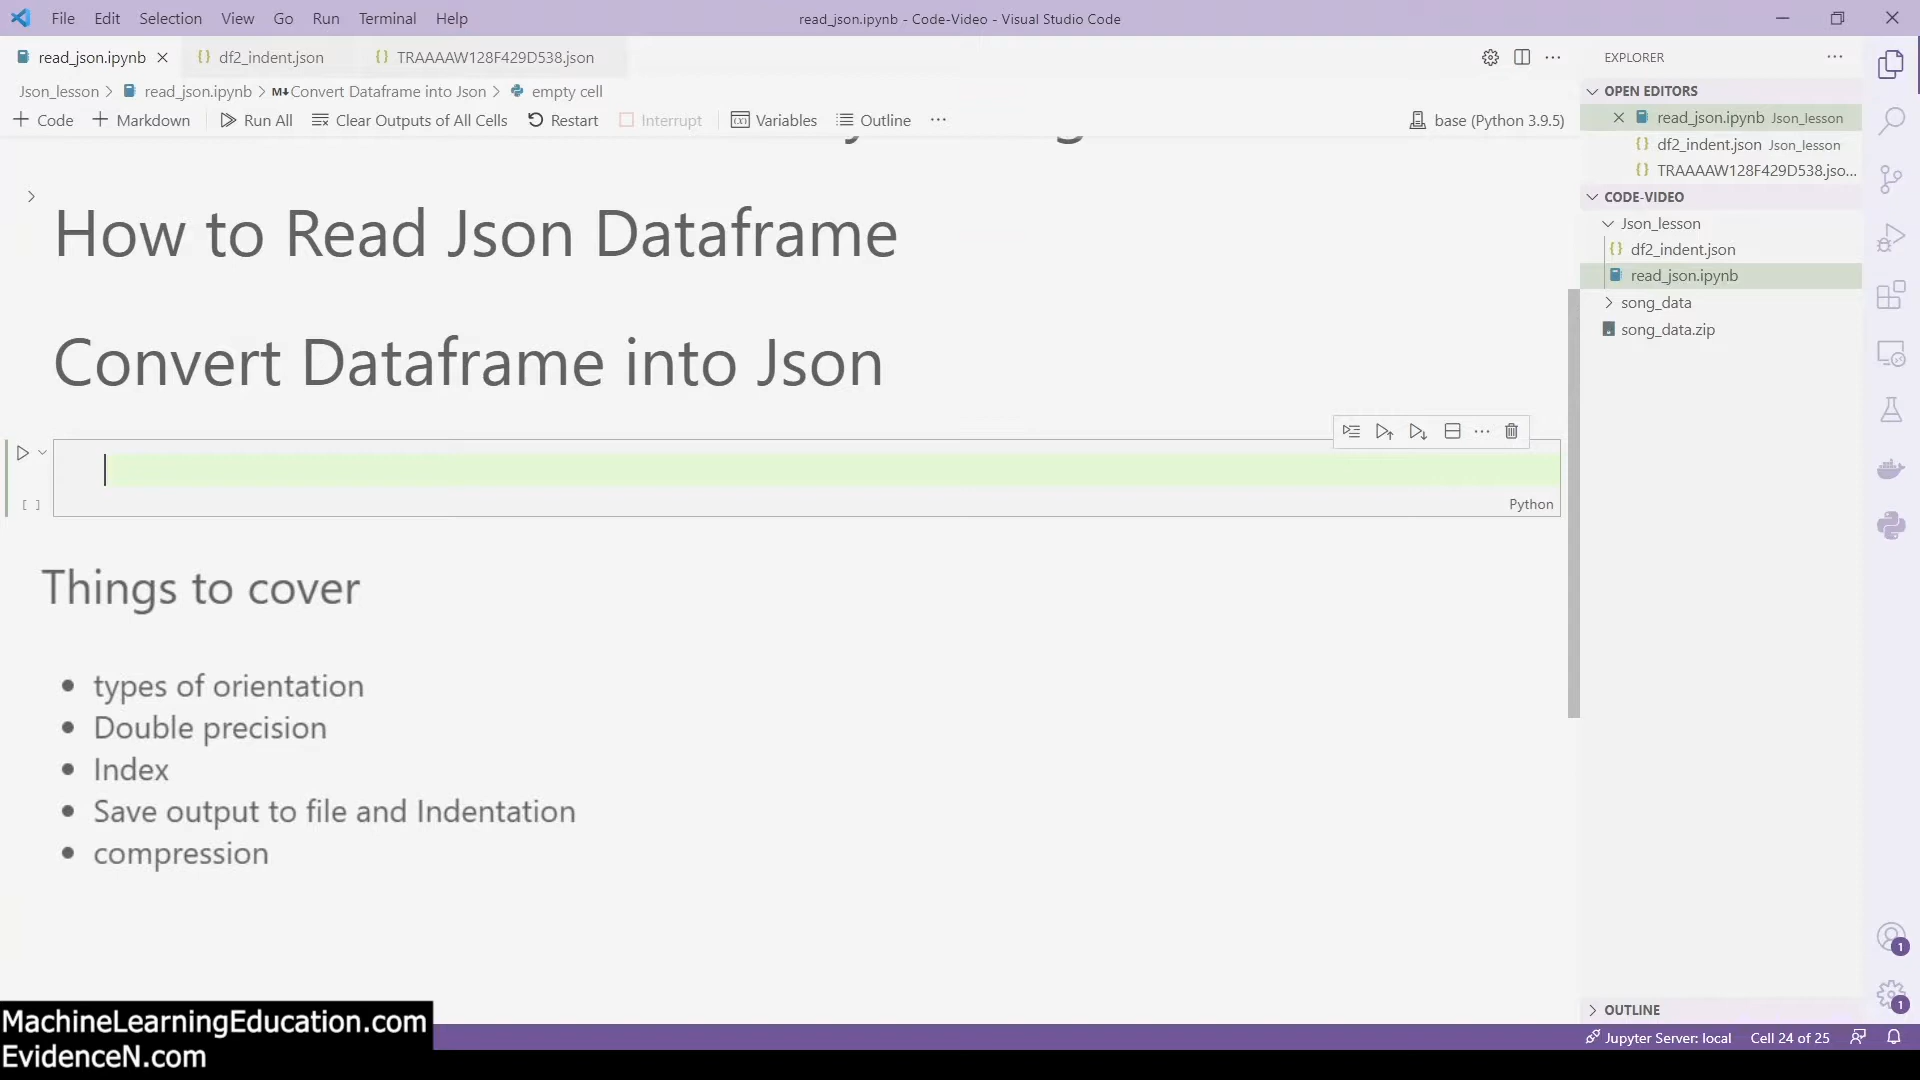 File Edit Selection View Go Run Terminal Help
read_json.ipynb - Code-Video - Visual Studio Code
read_json.ipynb
df2_indent.json
TRAAAAW128F429D538.json
Json_lesson > read_json.ipynb > M↓Convert Dataframe into Json > empty cell
+ Code + Markdown Run All Clear Outputs of All Cells Restart Interrupt Variables Outline ...
base (Python 3.9.5)
How to Read Json Dataframe
Convert Dataframe into Json
[ ]
Python
Things to cover
• types of orientation
• Double precision
• Index
• Save output to file and Indentation
• compression
EXPLORER
OPEN EDITORS
read_json.ipynb Json_lesson
df2_indent.json Json_lesson
TRAAAAW128F429D538.jso...
CODE-VIDEO
Json_lesson
df2_indent.json
read_json.ipynb
song_data
song_data.zip
OUTLINE
1
1
MachineLearningEducation.com
EvidenceN.com
Jupyter Server: local Cell 24 of 25